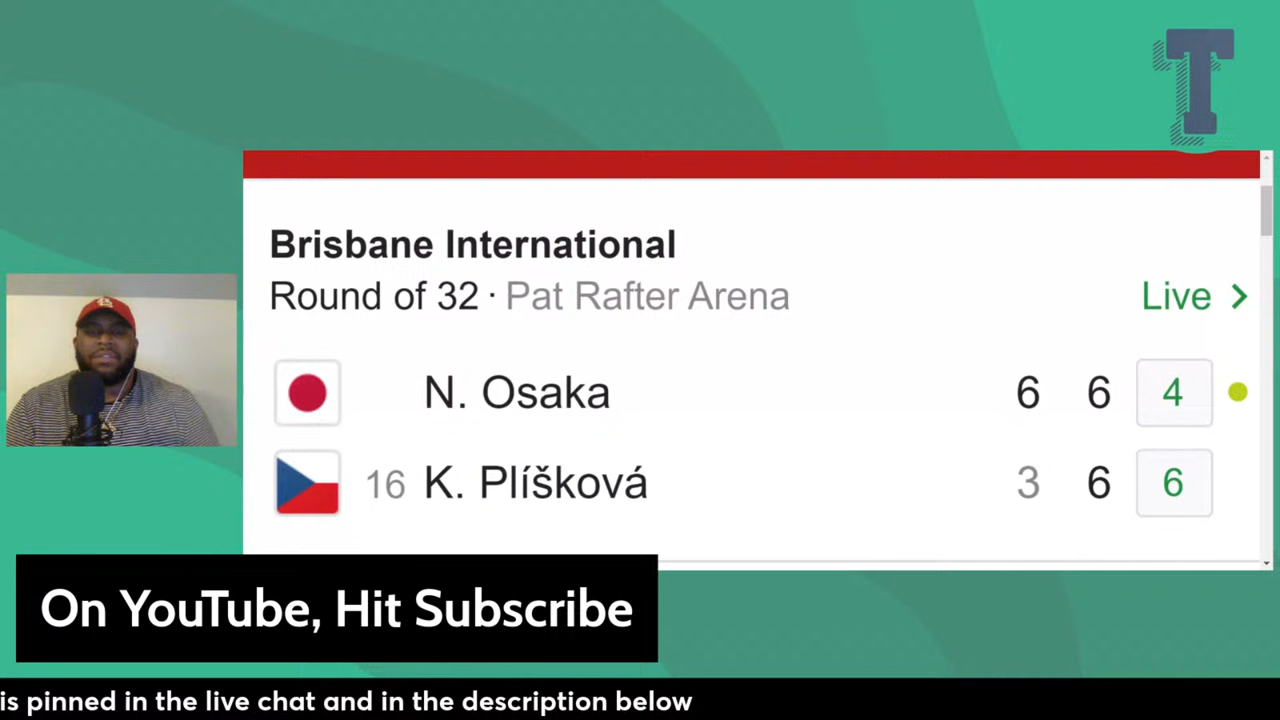 T
Brisbane International
Round of 32 · Pat Rafter Arena
Live >
N. Osaka 6 6 4
16 K. Plíšková 3 6 6
On YouTube, Hit Subscribe
is pinned in the live chat and in the description below